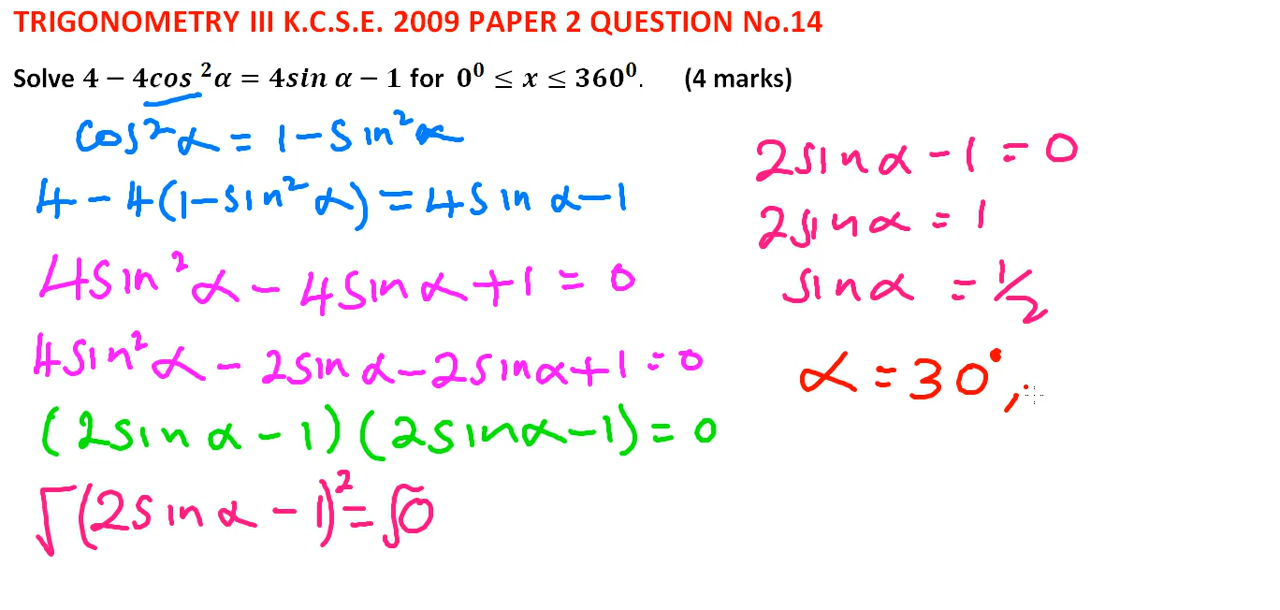 TRIGONOMETRY III K.C.S.E. 2009 PAPER 2 QUESTION No.14
Solve 4 − 4cos ²α = 4sin α − 1 for 0⁰ ≤ x ≤ 360⁰. (4 marks)
cos²α = 1 − sin²α
4 − 4(1 − sin²α) = 4sin α − 1
4sin²α − 4sinα + 1 = 0
4sin²α − 2sinα − 2sinα + 1 = 0
(2sinα − 1)(2sinα − 1) = 0
√(2sinα − 1)² = √0
2sinα − 1 = 0
2sinα = 1
sinα = 1/2
α = 30°,